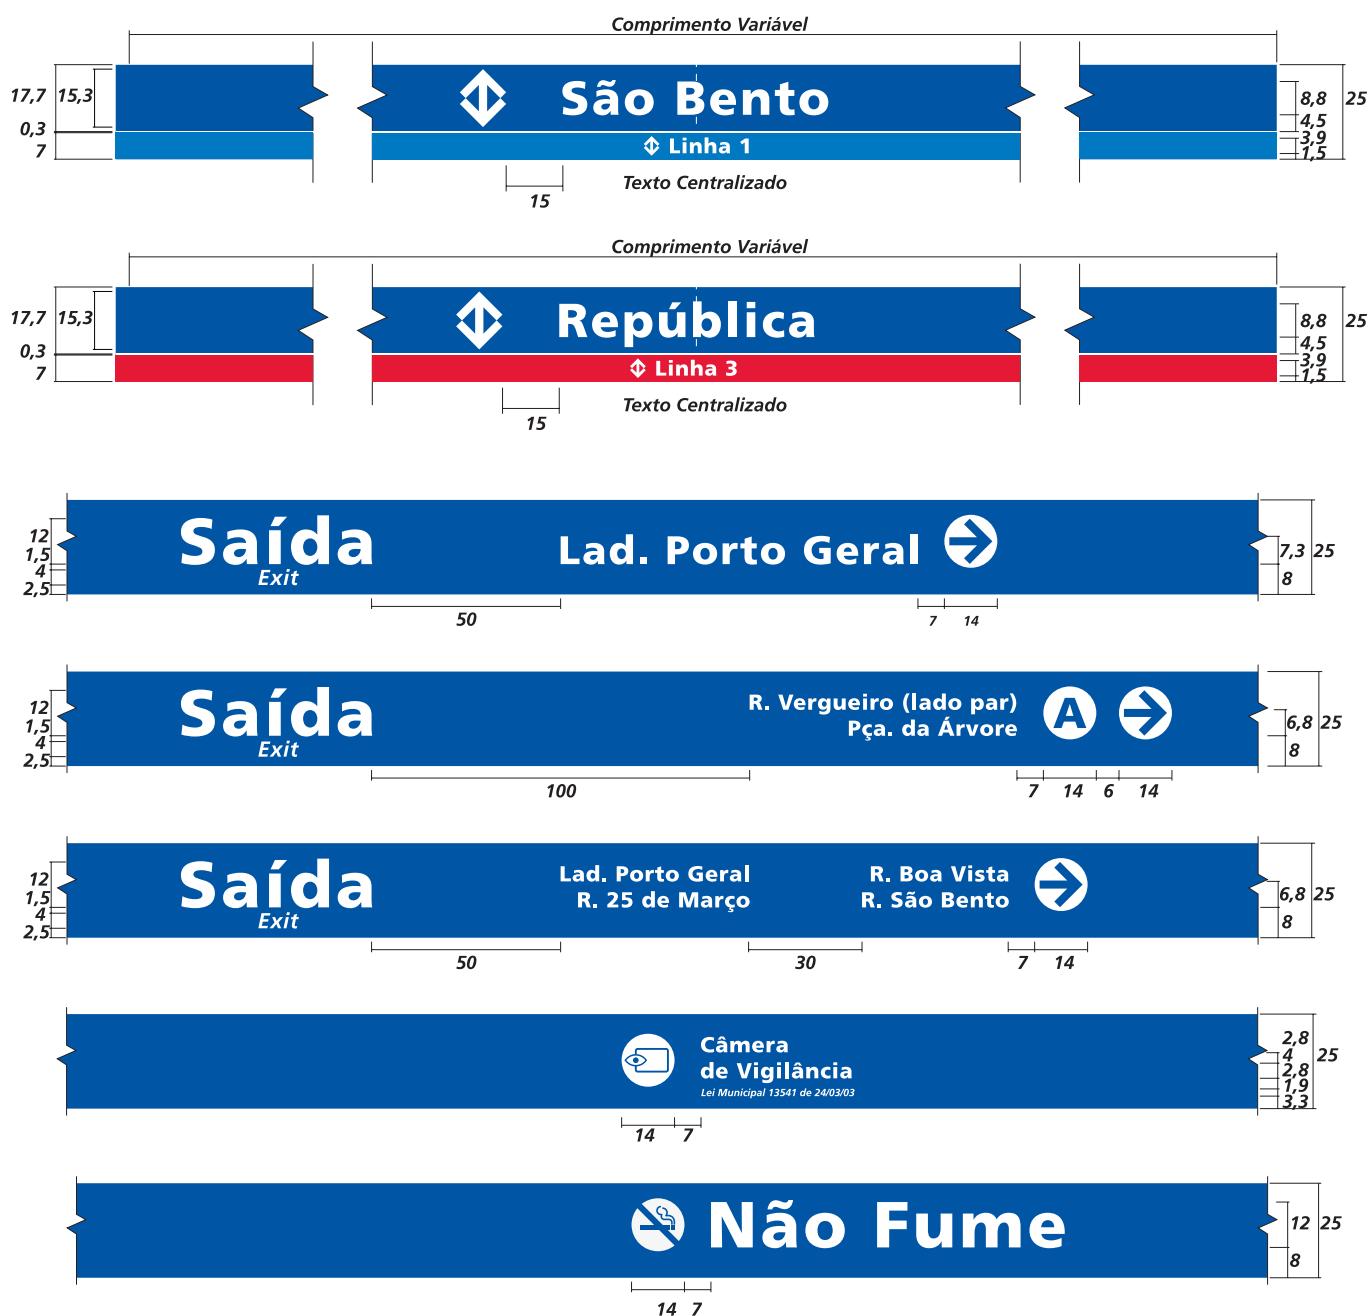 Comprimento Variável
17,7
15,3
0,3
7
São Bento
Linha 1
8,8
4,5
3,9
1,5
25
Texto Centralizado
15
Comprimento Variável
17,7
15,3
0,3
7
República
Linha 3
8,8
4,5
3,9
1,5
25
Texto Centralizado
15
12
1,5
4
2,5
Saída
Exit
Lad. Porto Geral
7,3
8
25
50
7
14
12
1,5
4
2,5
Saída
Exit
R. Vergueiro (lado par)
Pça. da Árvore
A
6,8
8
25
100
7
14
6
14
12
1,5
4
2,5
Saída
Exit
Lad. Porto Geral
R. 25 de Março
R. Boa Vista
R. São Bento
6,8
8
25
50
30
7
14
Câmera
de Vigilância
Lei Municipal 13541 de 24/03/03
2,8
4
2,8
1,9
3,3
25
14
7
Não Fume
12
8
25
14
7